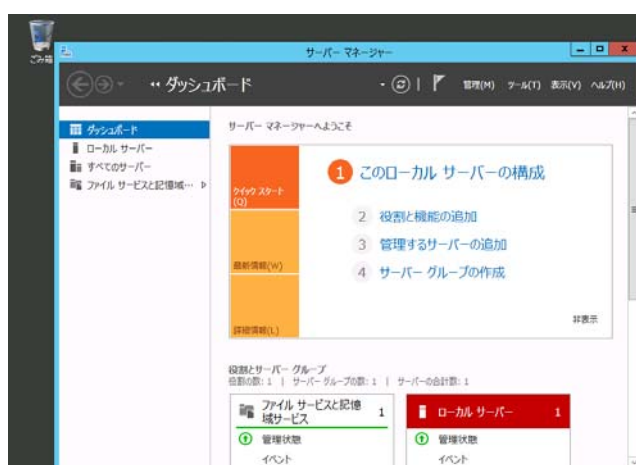 ごみ箱
サーバー マネージャー
ダッシュボード
管理(M) ツール(T) 表示(V) ヘルプ(H)
ダッシュボード
ローカル サーバー
すべてのサーバー
ファイル サービスと記憶域…
サーバー マネージャーへようこそ
クイック スタート
(Q)
最新情報(W)
詳細情報(L)
1 このローカル サーバーの構成
2 役割と機能の追加
3 管理するサーバーの追加
4 サーバー グループの作成
非表示
役割とサーバー グループ
役割の数: 1 | サーバー グループの数: 1 | サーバーの合計数: 1
ファイル サービスと記憶
域サービス
1
管理状態
イベント
ローカル サーバー 1
管理状態
イベント